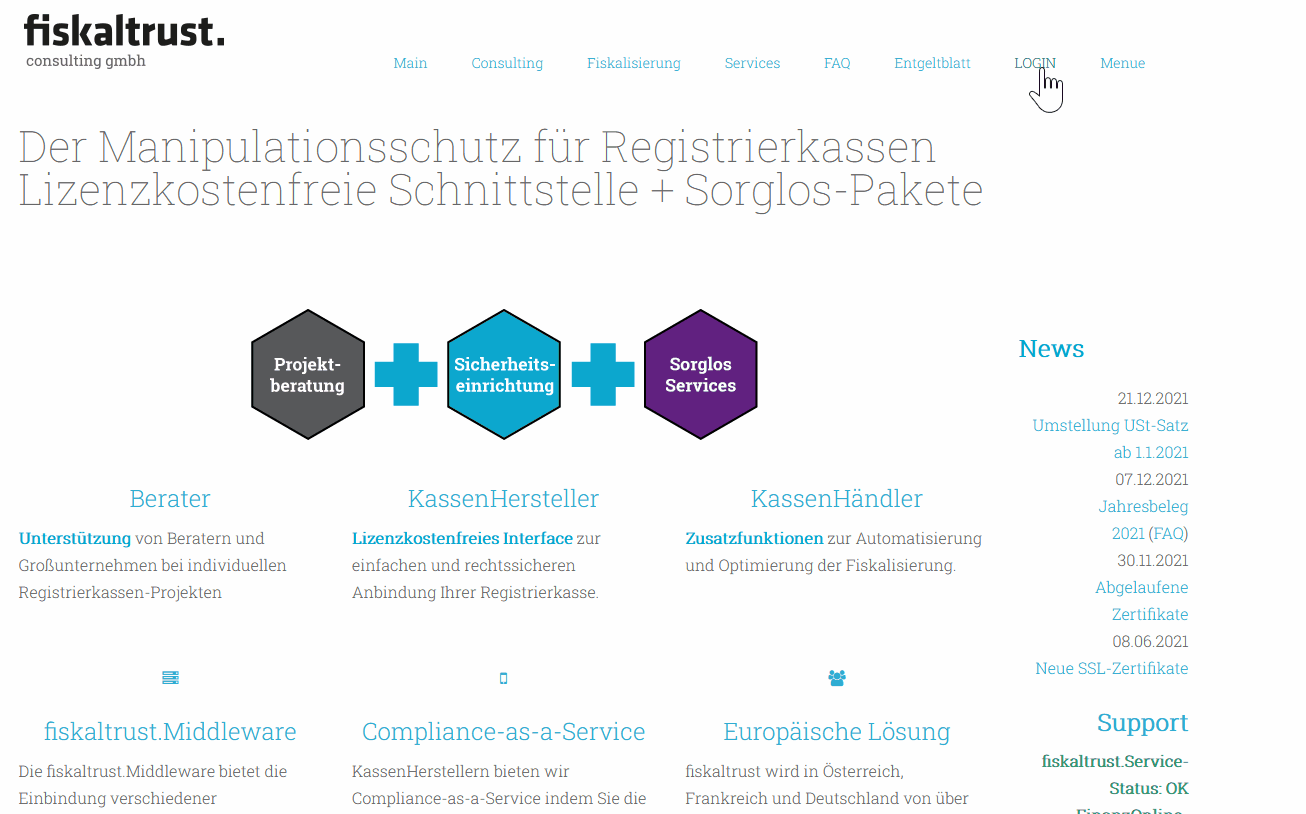 fiskaltrust.
consulting gmbh
Main Consulting Fiskalisierung Services FAQ Entgeltblatt LOGIN Menue
Der Manipulationsschutz für Registrierkassen
Lizenzkostenfreie Schnittstelle + Sorglos-Pakete
Projekt-
beratung
Sicherheits-
einrichtung
Sorglos
Services
Berater
Unterstützung von Beratern und
Großunternehmen bei individuellen
Registrierkassen-Projekten
KassenHersteller
Lizenzkostenfreies Interface zur
einfachen und rechtssicheren
Anbindung Ihrer Registrierkasse.
KassenHändler
Zusatzfunktionen zur Automatisierung
und Optimierung der Fiskalisierung.
fiskaltrust.Middleware
Die fiskaltrust.Middleware bietet die
Einbindung verschiedener
Compliance-as-a-Service
KassenHerstellern bieten wir
Compliance-as-a-Service indem Sie die
Europäische Lösung
fiskaltrust wird in Österreich,
Frankreich und Deutschland von über
News
21.12.2021
Umstellung USt-Satz
ab 1.1.2021
07.12.2021
Jahresbeleg
2021 (FAQ)
30.11.2021
Abgelaufene
Zertifikate
08.06.2021
Neue SSL-Zertifikate
Support
fiskaltrust.Service-
Status: OK